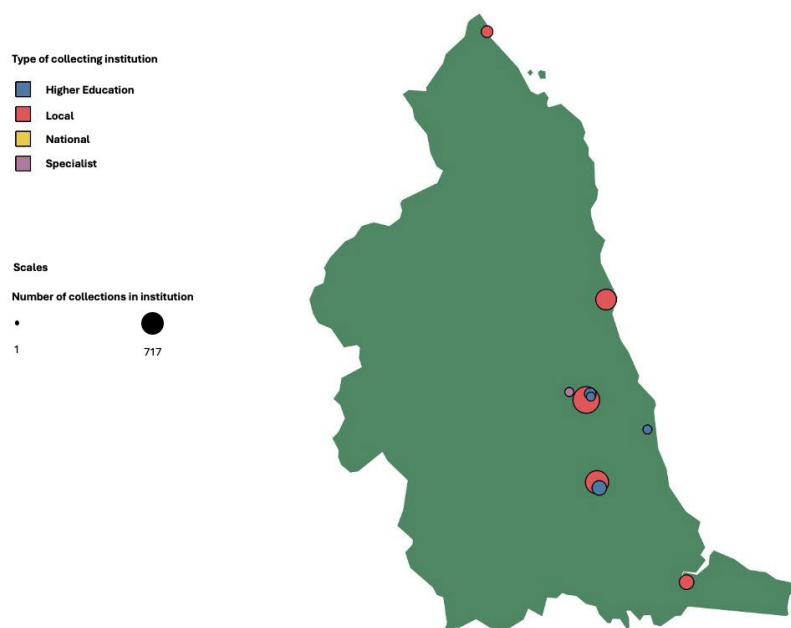 Type of collecting institution
Higher Education
Local
National
Specialist
Scales
Number of collections in institution
1 717